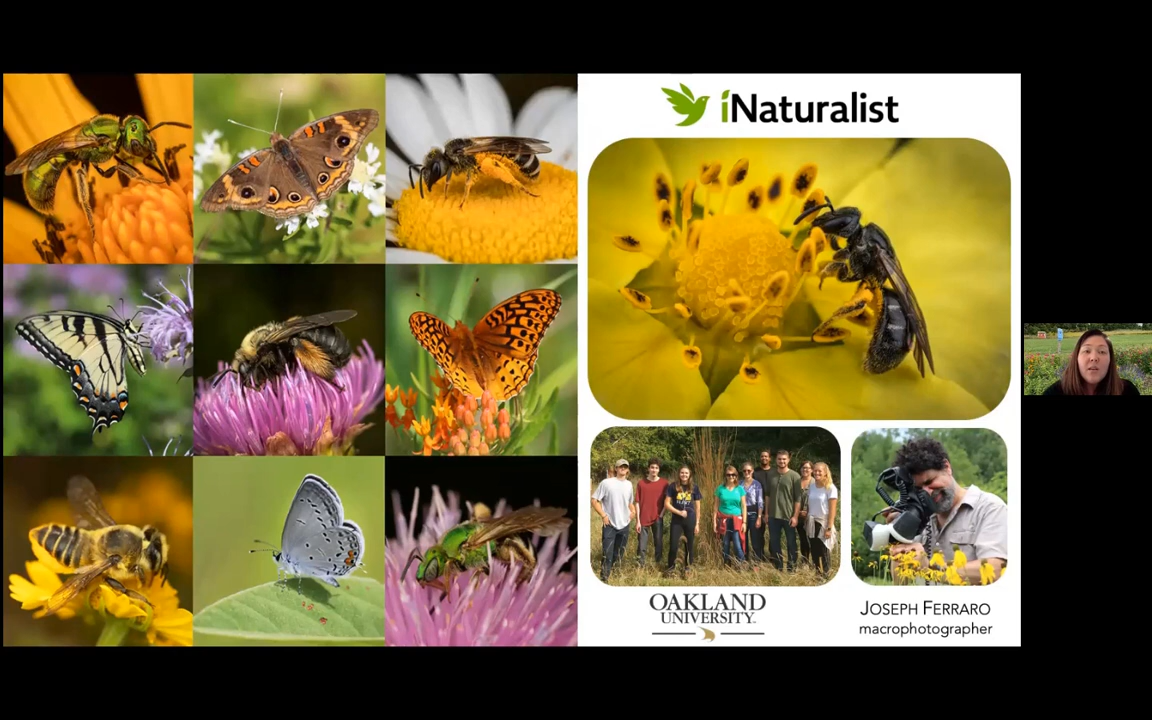 iNaturalist
OAKLAND
UNIVERSITY
JOSEPH FERRARO
macrophotographer